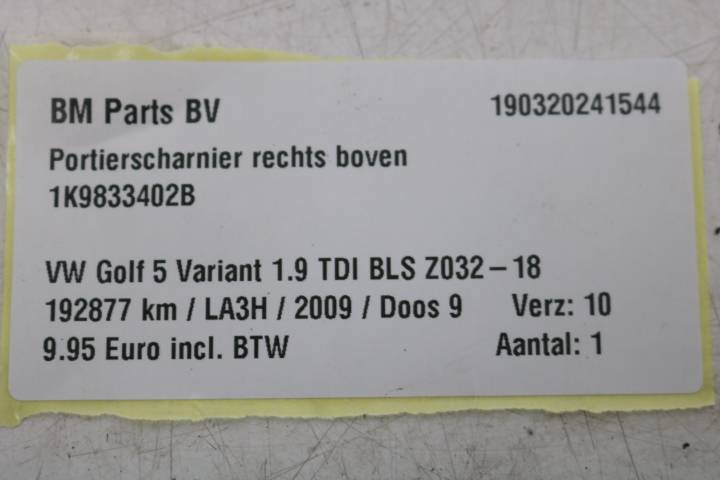 BM Parts BV 190320241544
Portierscharnier rechts boven
1K9833402B
VW Golf 5 Variant 1.9 TDI BLS Z032 – 18
192877 km / LA3H / 2009 / Doos 9 Verz: 10
9.95 Euro incl. BTW Aantal: 1